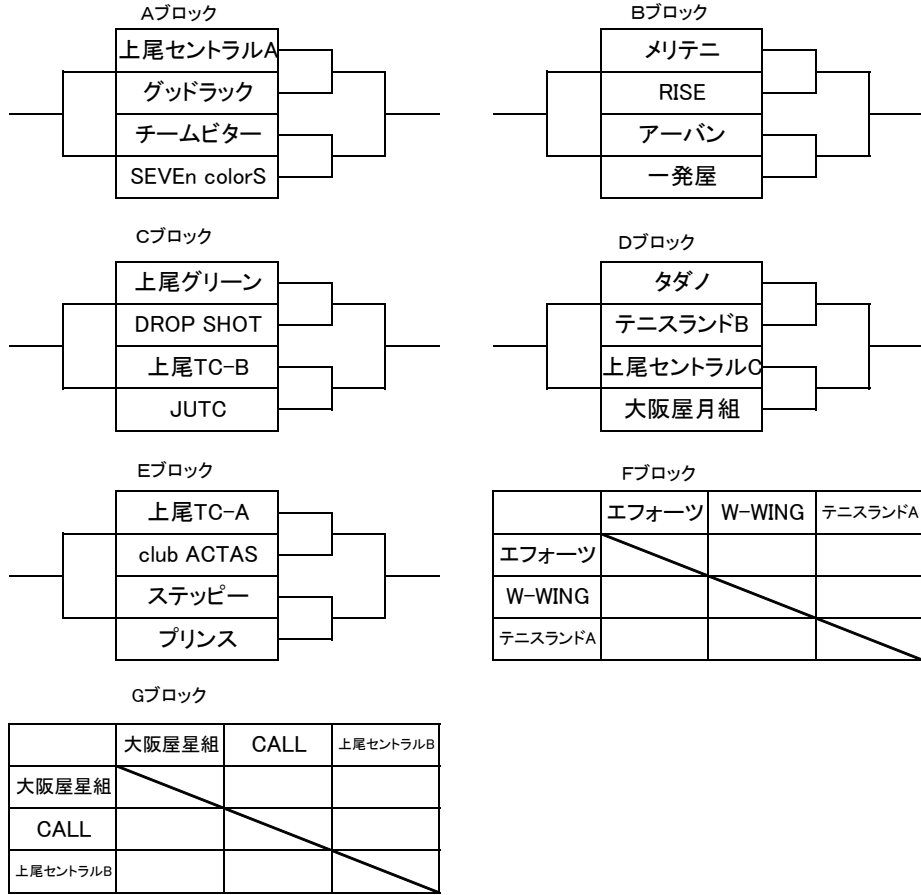 Aブロック
上尾セントラルA
グッドラック
チームビター
SEVEn colorS
Bブロック
メリテニ
RISE
アーバン
一発屋
Cブロック
上尾グリーン
DROP SHOT
上尾TC-B
JUTC
Dブロック
タダノ
テニスランドB
上尾セントラルC
大阪屋月組
Eブロック
上尾TC-A
club ACTAS
ステッピー
プリンス
Fブロック
エフォーツ W-WING テニスランドA
エフォーツ
W-WING
テニスランドA
Gブロック
大阪屋星組 CALL 上尾セントラルB
大阪屋星組
CALL
上尾セントラルB